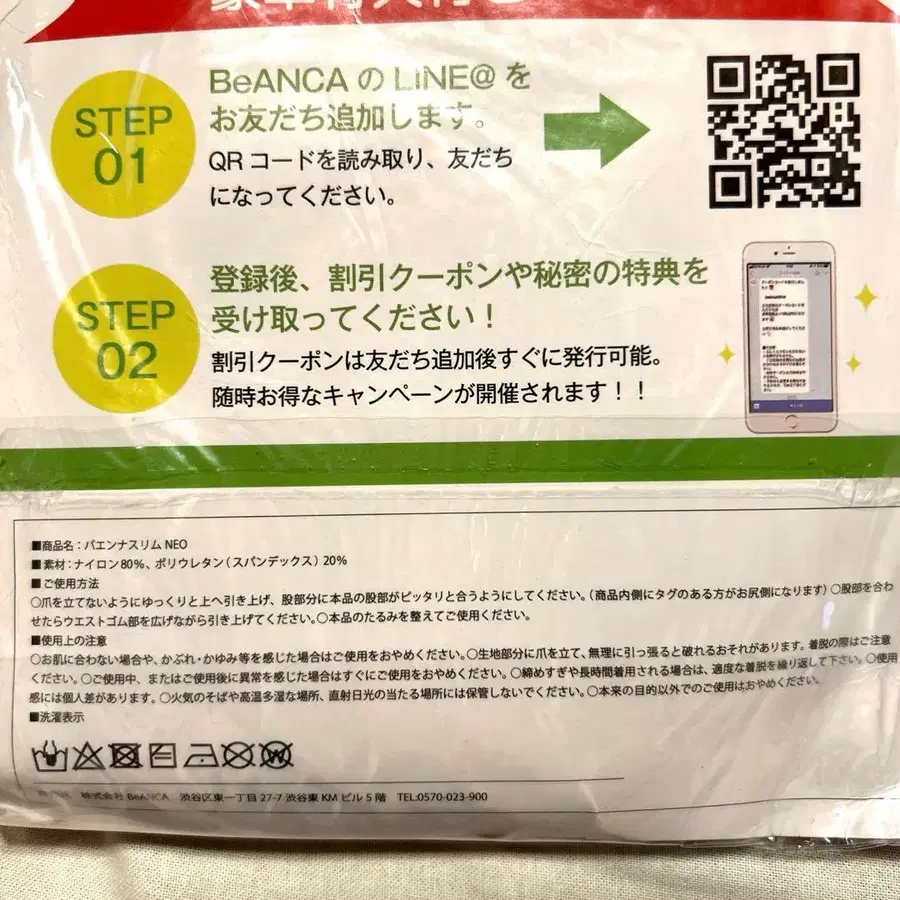 STEP
01
BeANCAのLINE@を
お友だち追加します。
QRコードを読み取り、友だち
になってください。
STEP
02
登録後、割引クーポンや秘密の特典を
受け取ってください！
割引クーポンは友だち追加後すぐに発行可能。
随時お得なキャンペーンが開催されます！！
■商品名：パエンナスリム NEO
■素材：ナイロン80%、ポリウレタン（スパンデックス）20%
■ご使用方法
○爪を立てないようにゆっくりと上へ引き上げ、股部分に本品の股部がピッタリと合うようにしてください。（商品内側にタグのある方がお尻側になります）○股部を合わ
せたらウエストゴム部を広げながら引き上げてください。○本品のたるみを整えてご使用ください。
■使用上の注意
○お肌に合わない場合や、かぶれ・かゆみ等を感じた場合はご使用をおやめください。○生地部分に爪を立て、無理に引っ張ると破れるおそれがあります。着脱の際はご注意
ください。○ご使用中、またはご使用後に異常を感じた場合はすぐにご使用をおやめください。○締めすぎや長時間着用される場合は、適度な着脱を繰り返して下さい。○使用
感には個人差があります。○火気のそばや高温多湿な場所、直射日光の当たる場所には保管しないでください。○本来の目的以外でのご使用はおやめください。
■洗濯表示
株式会社 BeANCA 渋谷区東一丁目 27-7 渋谷東 KM ビル 5 階 TEL:0570-023-900